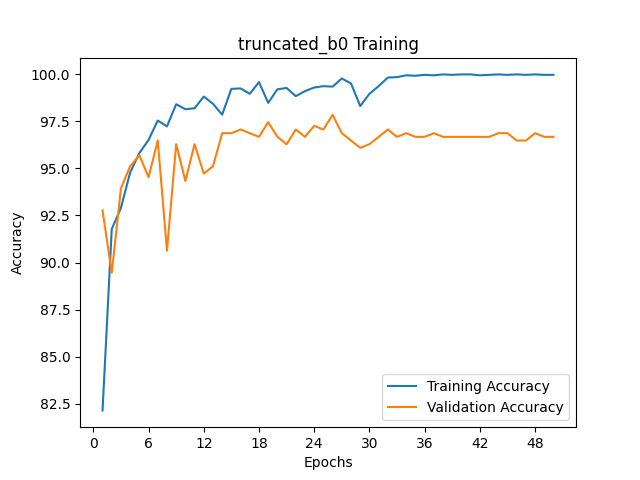 truncated_b0 Training
100.0
97.5
95.0
92.5
90.0
87.5
85.0
82.5
Accuracy
Training Accuracy
Validation Accuracy
0 6 12 18 24 30 36 42 48
Epochs